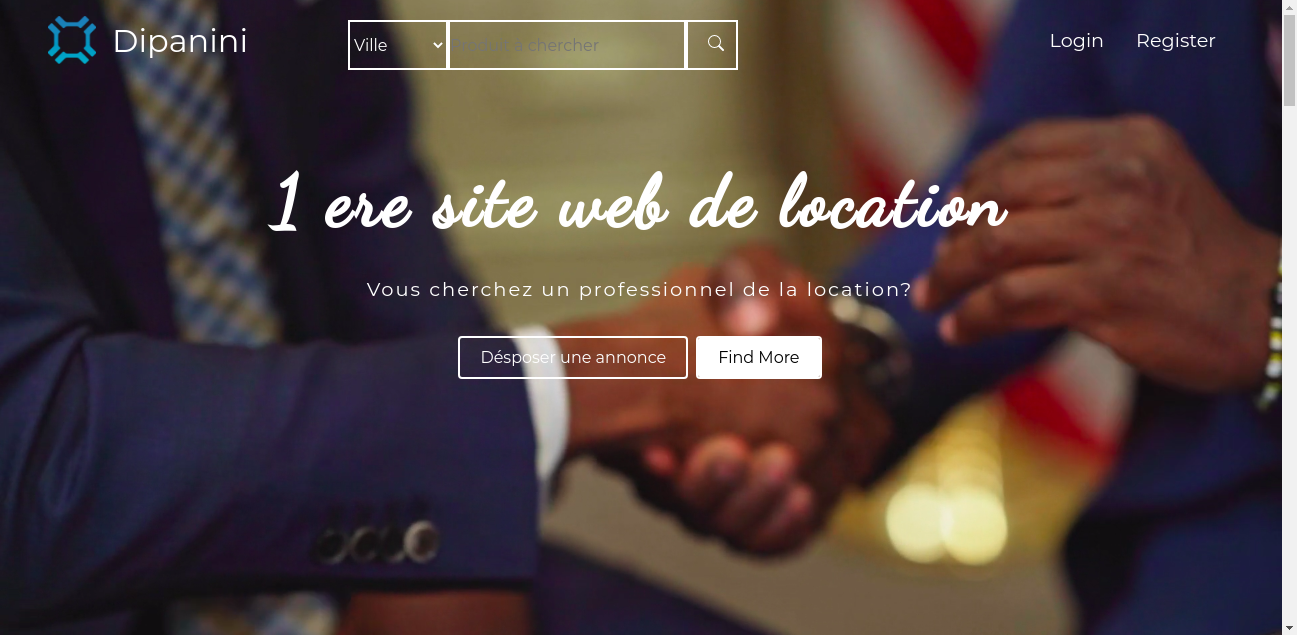 Dipanini
Ville
produit à chercher
Login
Register
1 ere site web de location
Vous cherchez un professionnel de la location?
Désposer une annonce
Find More